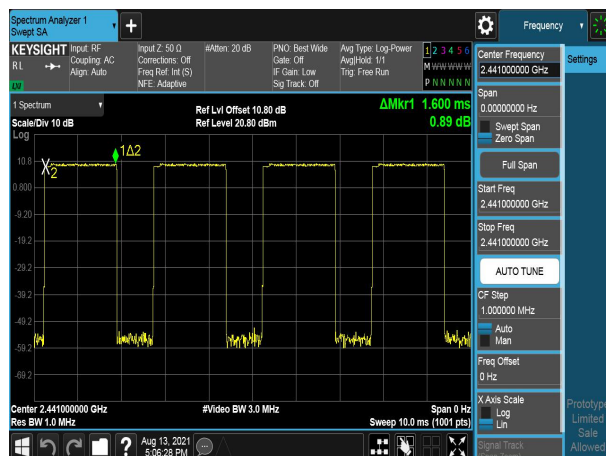 Spectrum Analyzer 1
Swept SA
Frequency
KEYSIGHT
Input: RF
Coupling: AC
Align: Auto
Input Z: 50 Ω
Corrections: Off
Freq Ref: Int (S)
NFE: Adaptive
#Atten: 20 dB
PNO: Best Wide
Gate: Off
IF Gain: Low
Sig Track: Off
Avg Type: Log-Power
Avg|Hold: 1/1
Trig: Free Run
1 2 3 4 5 6
M W W W W W
P N N N N N
RL
LXI
1 Spectrum
Scale/Div 10 dB
Ref Lvl Offset 10.80 dB
Ref Level 20.80 dBm
ΔMkr1 1.600 ms
0.89 dB
Log
10.8
0.800
-9.20
-19.2
-29.2
-39.2
-49.2
-59.2
-69.2
X2
1Δ2
Center 2.441000000 GHz
Res BW 1.0 MHz
#Video BW 3.0 MHz
Span 0 Hz
Sweep 10.0 ms (1001 pts)
Center Frequency
2.441000000 GHz
Settings
Span
0.00000000 Hz
Swept Span
Zero Span
Full Span
Start Freq
2.441000000 GHz
Stop Freq
2.441000000 GHz
AUTO TUNE
CF Step
1.000000 MHz
Auto
Man
Freq Offset
0 Hz
X Axis Scale
Log
Lin
Signal Track
Prototype
Limited
Sale
Allowed
?
Aug 13, 2021
5:06:28 PM